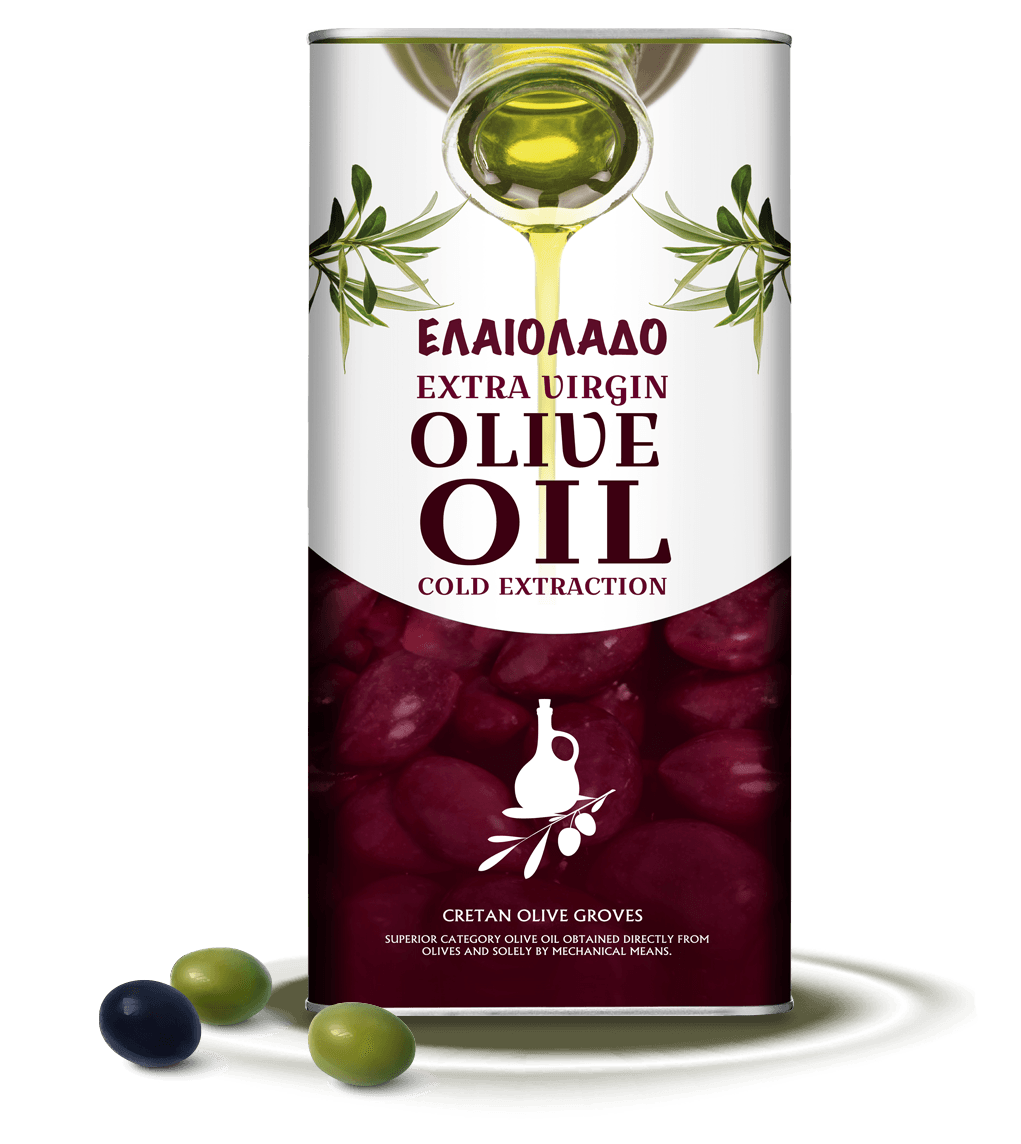 ΕΛΑΙΟΛΑΔΟ
EXTRA VIRGIN
OLIVE
OIL
COLD EXTRACTION
CRETAN OLIVE GROVES
SUPERIOR CATEGORY OLIVE OIL OBTAINED DIRECTLY FROM
OLIVES AND SOLELY BY MECHANICAL MEANS.